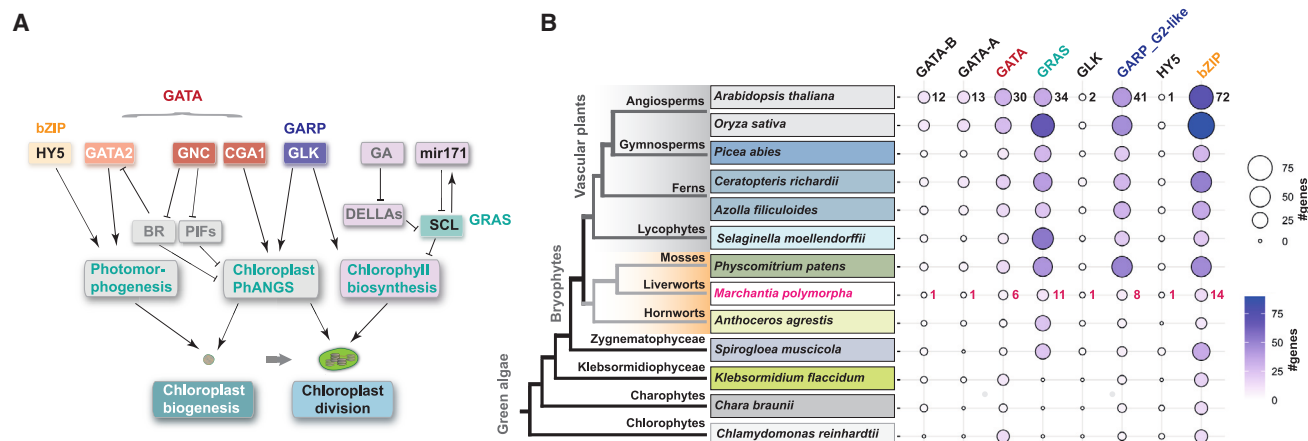 A
GATA
bZIP
GARP
HY5
GATA2
GNC
CGA1
GLK
GA
mir171
DELLAs
SCL
GRAS
BR
PIFs
Photomor-
phogenesis
Chloroplast
PhANGS
Chlorophyll
biosynthesis
Chloroplast
biogenesis
Chloroplast
division
B
GATA-B
GATA-A
GATA
GRAS
GLK
GARP_G2-like
HY5
bZIP
Green algae
Bryophytes
Vascular plants
Angiosperms
Arabidopsis thaliana
12 13 30 34 2 41 1 72
Oryza sativa
Gymnosperms
Picea abies
Ferns
Ceratopteris richardii
Azolla filiculoides
Lycophytes
Selaginella moellendorffii
Mosses
Physcomitrium patens
Liverworts
Marchantia polymorpha
1 1 6 11 1 8 1 14
Hornworts
Anthoceros agrestis
Zygnematophyceae
Spirogloea muscicola
Klebsormidiophyceae
Klebsormidium flaccidum
Charophytes
Chara braunii
Chlorophytes
Chlamydomonas reinhardtii
75
50
25
0
#genes
75
50
25
0
#genes